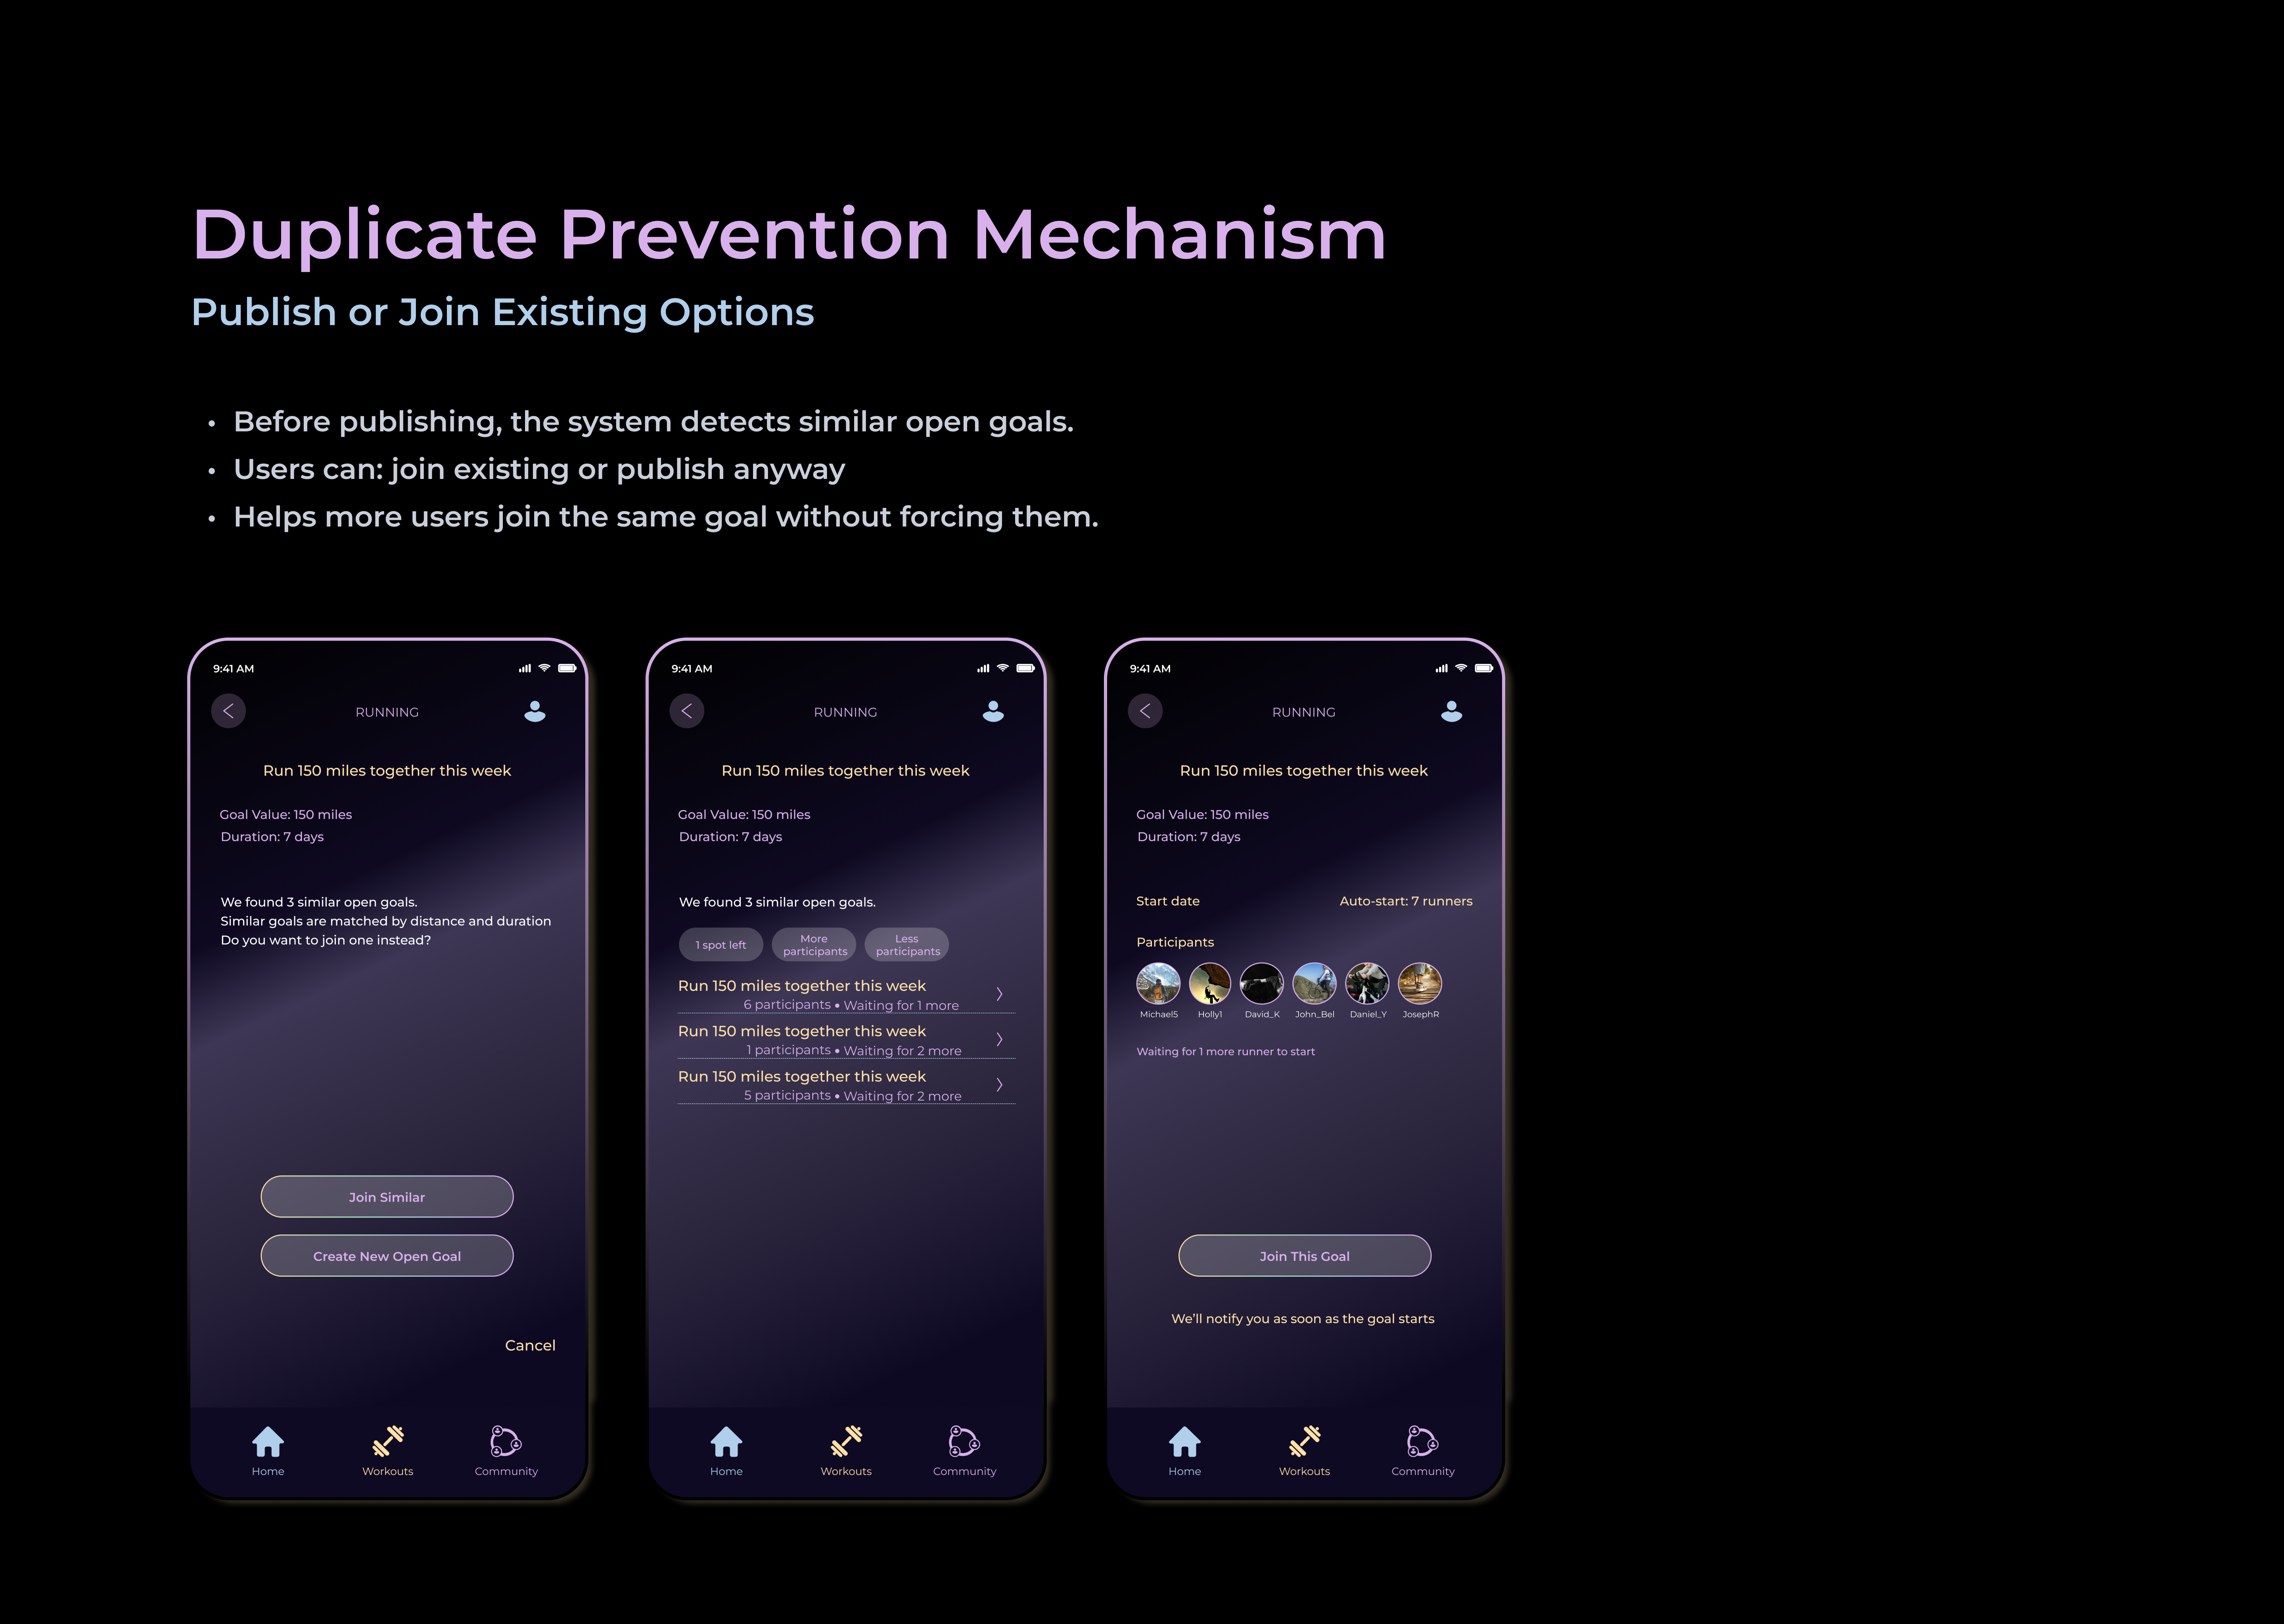 Duplicate Prevention Mechanism
Publish or Join Existing Options
• Before publishing, the system detects similar open goals.
• Users can: join existing or publish anyway
• Helps more users join the same goal without forcing them.
9:41 AM
RUNNING
Run 150 miles together this week
Goal Value: 150 miles
Duration: 7 days
We found 3 similar open goals.
Similar goals are matched by distance and duration
Do you want to join one instead?
Join Similar
Create New Open Goal
Cancel
Home Workouts Community
9:41 AM
RUNNING
Run 150 miles together this week
Goal Value: 150 miles
Duration: 7 days
We found 3 similar open goals.
1 spot left
More
participants
Less
participants
Run 150 miles together this week
6 participants • Waiting for 1 more
Run 150 miles together this week
1 participants • Waiting for 2 more
Run 150 miles together this week
5 participants • Waiting for 2 more
Home Workouts Community
9:41 AM
RUNNING
Run 150 miles together this week
Goal Value: 150 miles
Duration: 7 days
Start date Auto-start: 7 runners
Participants
Michael5 Holly1 David_K John_Bel Daniel_Y JosephR
Waiting for 1 more runner to start
Join This Goal
We’ll notify you as soon as the goal starts
Home Workouts Community